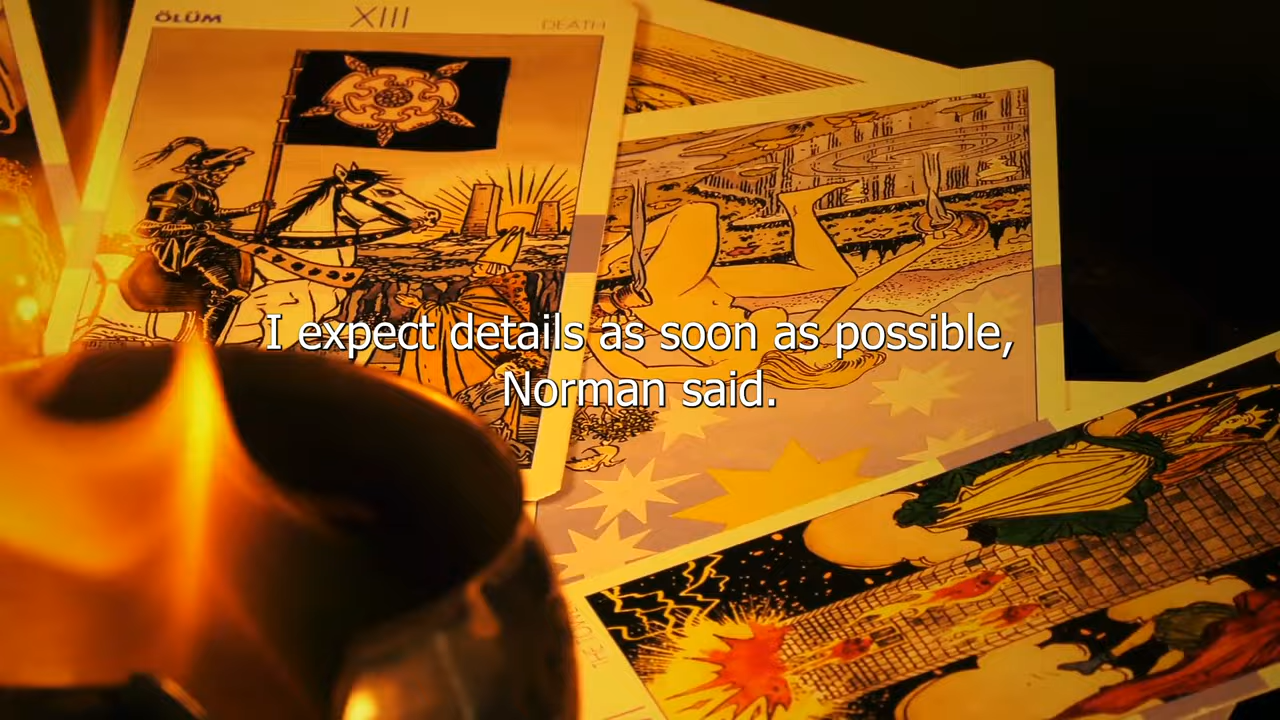 ÖLÜM XIII DEATH
I expect details as soon as possible,
Norman said.